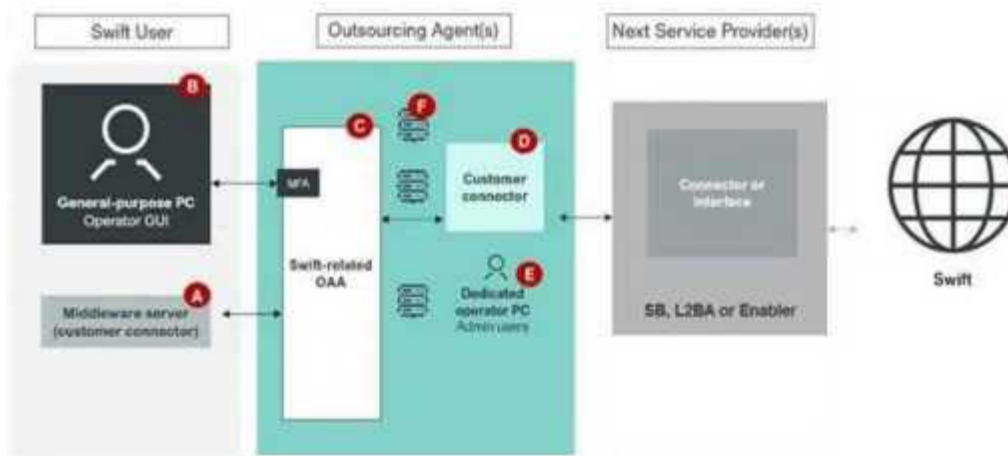 Swift User
Outsourcing Agent(s)
Next Service Provider(s)
B
General-purpose PC
Operator GUI
A
Middleware server
(customer connector)
C
MFA
Swift-related
OAA
F
D
Customer
connector
E
Dedicated
operator PC
Admin users
Connector or
interface
SB, L2BA or Enabler
Swift